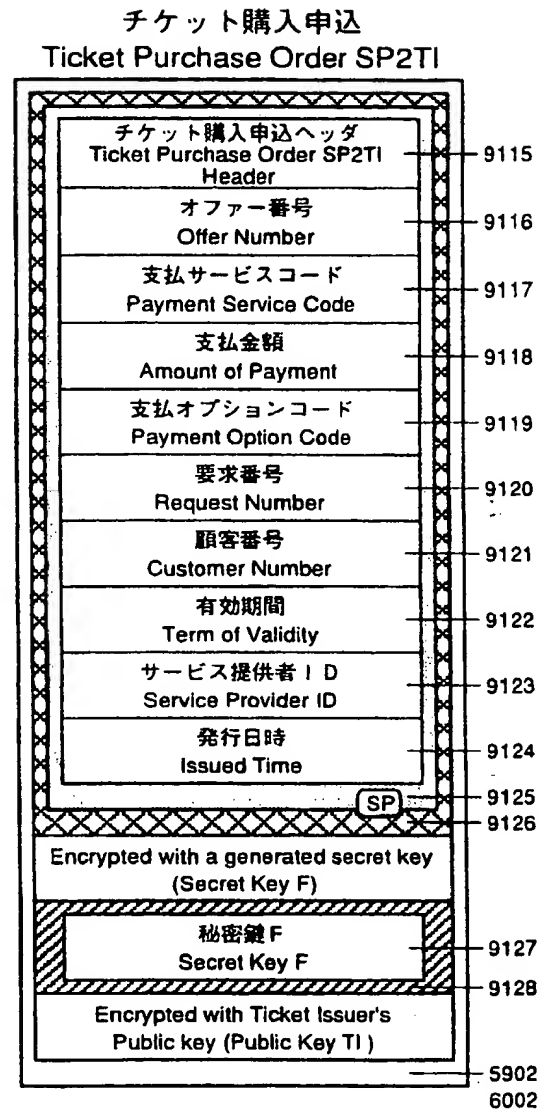 チケット購入申込
Ticket Purchase Order SP2TI
チケット購入申込ヘッダ
Ticket Purchase Order SP2TI
Header
9115
オファー番号
Offer Number
9116
支払サービスコード
Payment Service Code
9117
支払金額
Amount of Payment
9118
支払オプションコード
Payment Option Code
9119
要求番号
Request Number
9120
顧客番号
Customer Number
9121
有効期間
Term of Validity
9122
サービス提供者ID
Service Provider ID
9123
発行日時
Issued Time
9124
SP
9125
9126
Encrypted with a generated secret key
(Secret Key F)
秘密鍵F
Secret Key F
9127
9128
Encrypted with Ticket Issuer's
Public key (Public Key TI )
5902
6002